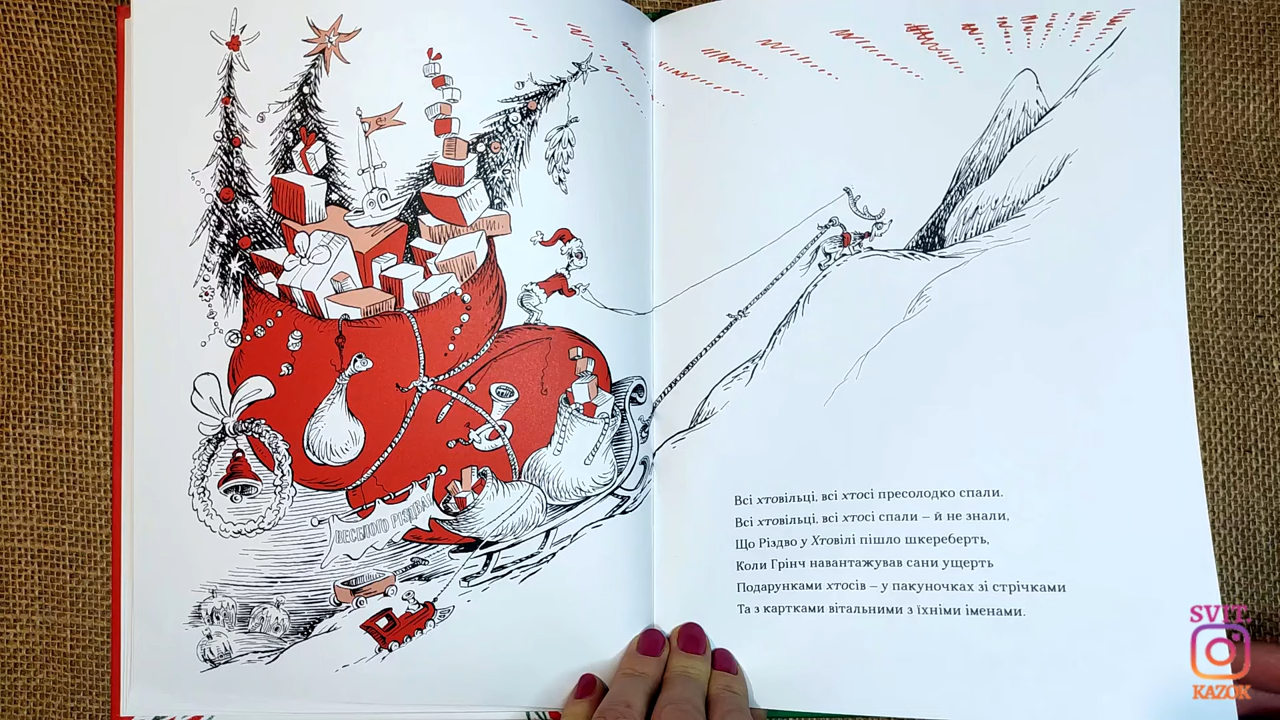 ВЕСЕЛОГО РІЗДВА!
Всі хтовільці, всі хтосі пресолодко спали.
Всі хтовільці, всі хтосі спали – й не знали,
Що Різдво у Хтовілі пішло шкереберть,
Коли Грінч навантажував сани ущерть
Подарунками хтосів – у пакуночках зі стрічками
Та з картками вітальними з їхніми іменами.
SVIT
KAZOK